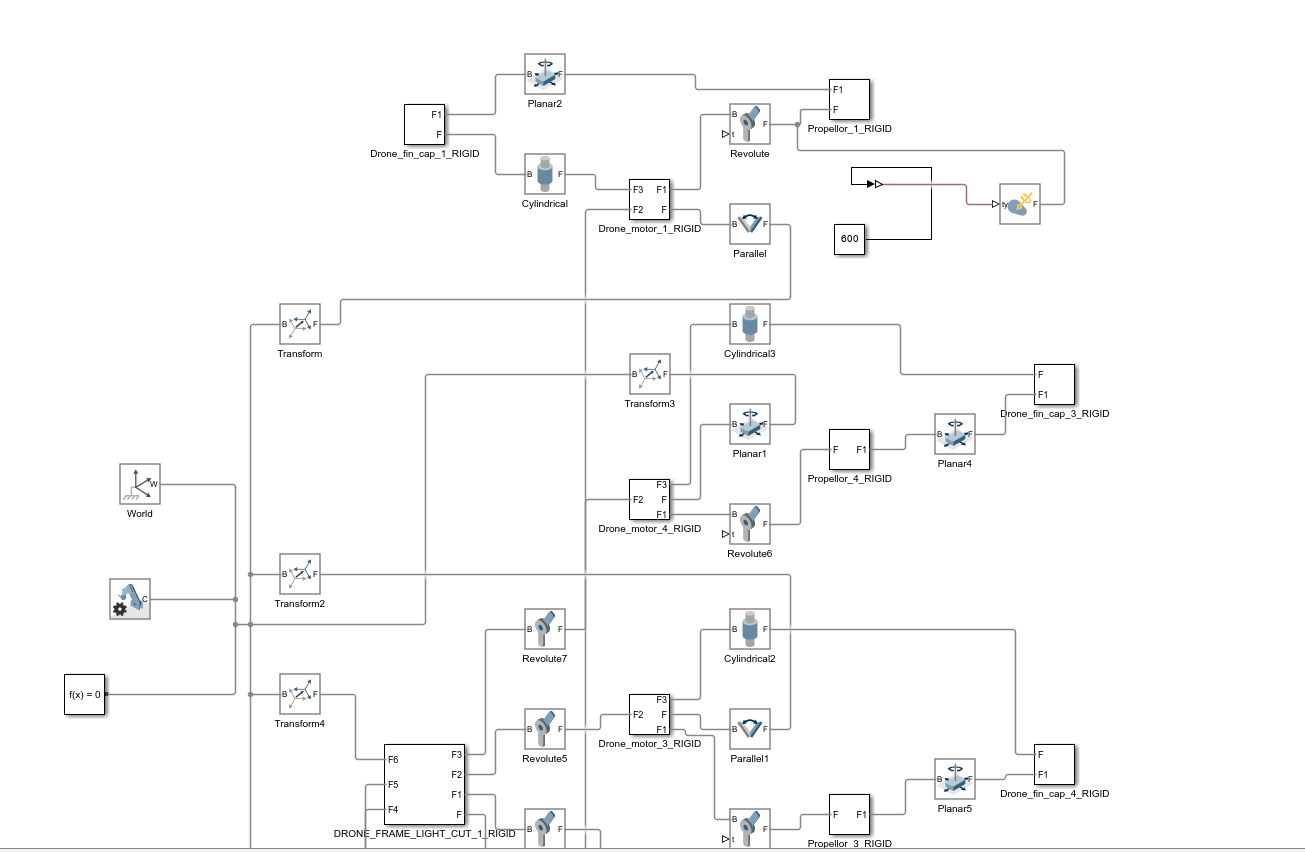 B F
Planar2
F1
F
Drone_fin_cap_1_RIGID
B F
Cylindrical
F3 F1
F2 F
Drone_motor_1_RIGID
B
t F
Revolute
F1
F
Propellor_1_RIGID
B F
Parallel
ty F
600
B F
Transform
B F
Cylindrical3
B F
Transform3
F
F1
Drone_fin_cap_3_RIGID
B F
Planar1
F F1
Propellor_4_RIGID
B F
Planar4
W
World
F3
F2 F
F1
Drone_motor_4_RIGID
B
t F
Revolute6
C
B F
Transform2
B F
Revolute7
B F
Cylindrical2
f(x) = 0
B F
Transform4
F3
F2 F
F1
Drone_motor_3_RIGID
B F
Revolute5
B F
Parallel1
F
F1
Drone_fin_cap_4_RIGID
F6 F3
F2
F5 F1
F4 F
DRONE_FRAME_LIGHT_CUT_1_RIGID
B F
B
t F
F F1
Propellor_3_RIGID
B F
Planar5